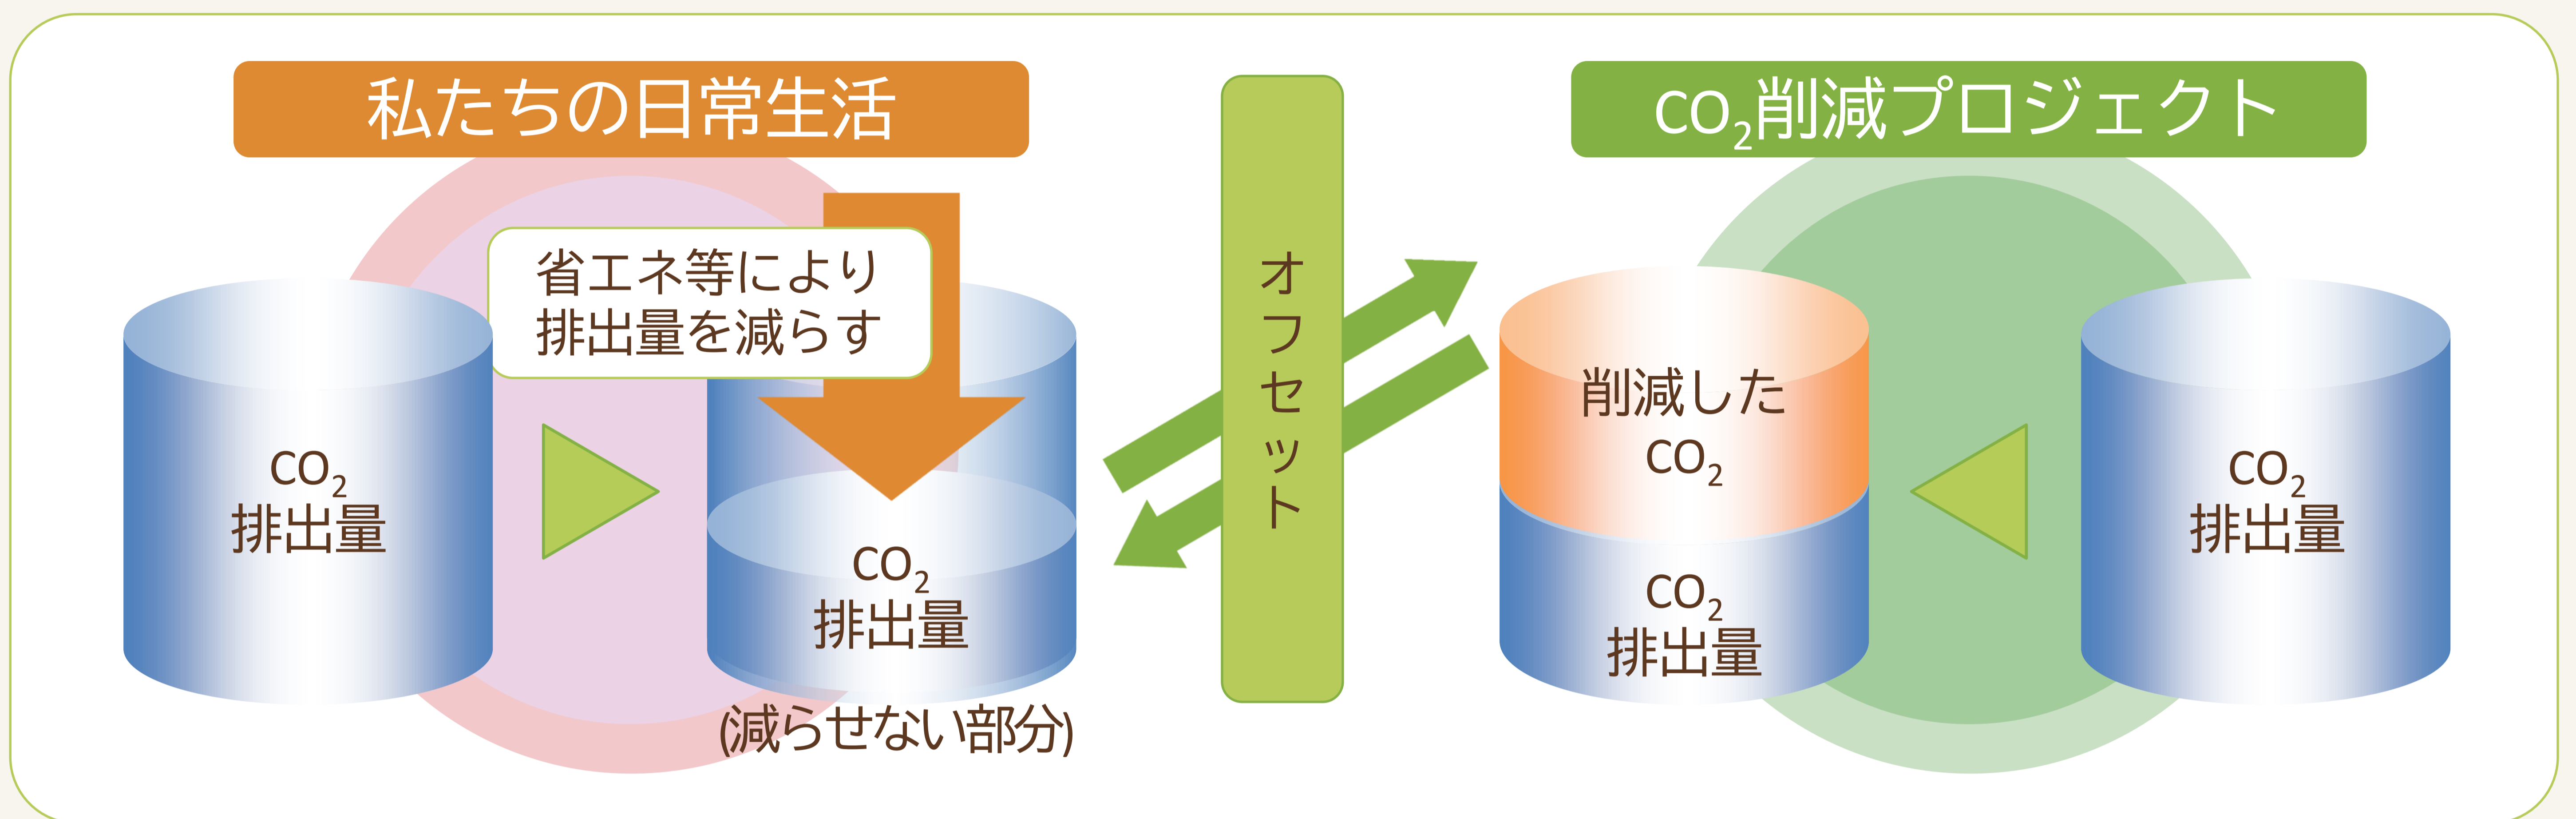 私たちの日常生活
省エネ等により
排出量を減らす
CO₂
排出量
CO₂
排出量
(減らせない部分)
オフセット
CO₂削減プロジェクト
削減した
CO₂
CO₂
排出量
CO₂
排出量